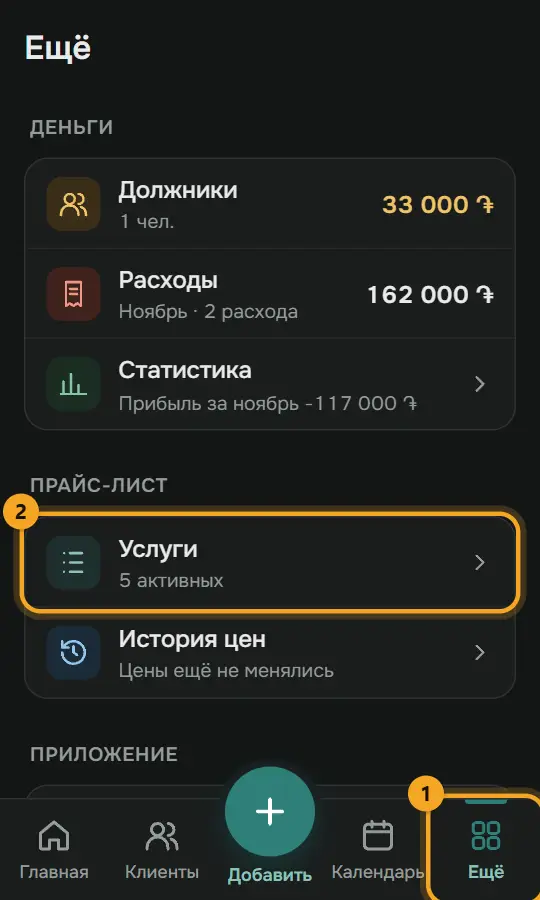 Ещё
ДЕНЬГИ
Должники
1 чел.
33 000 ֏
Расходы
Ноябрь · 2 расхода
162 000 ֏
Статистика
Прибыль за ноябрь -117 000 ֏
ПРАЙС-ЛИСТ
2
Услуги
5 активных
История цен
Цены ещё не менялись
ПРИЛОЖЕНИЕ
1
Главная
Клиенты
Добавить
Календарь
Ещё